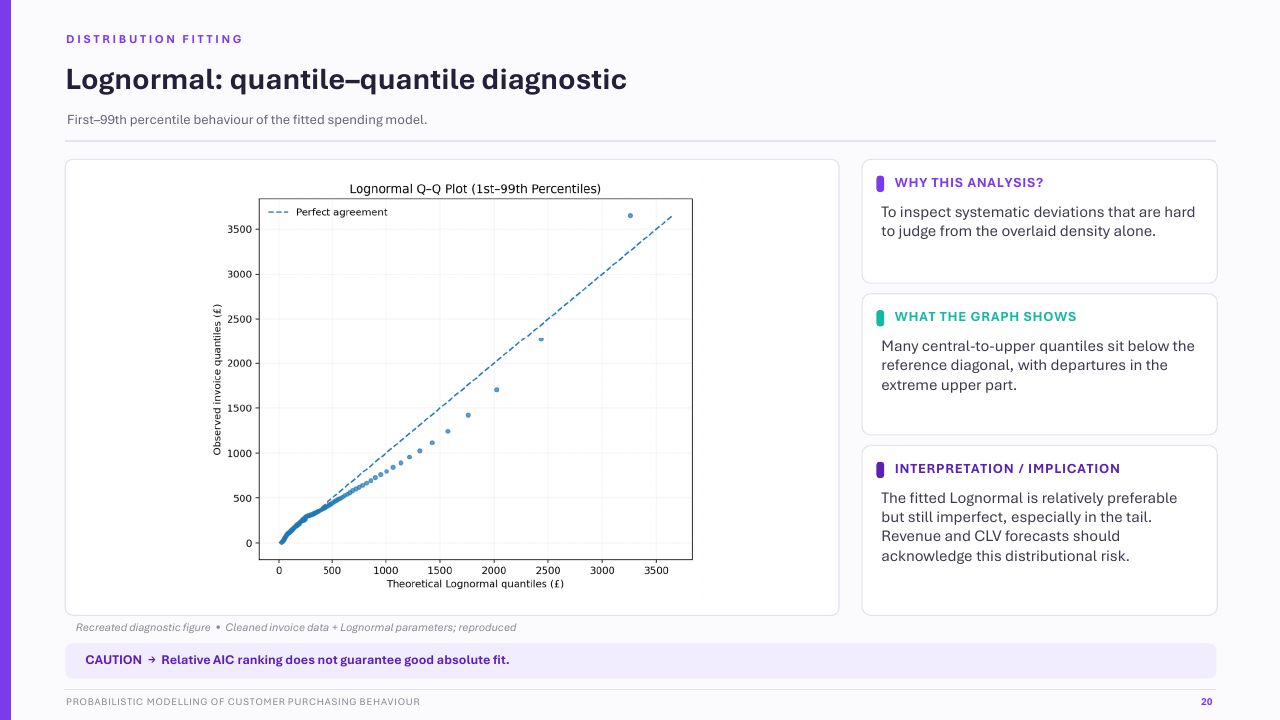 DISTRIBUTION FITTING
Lognormal: quantile–quantile diagnostic
First–99th percentile behaviour of the fitted spending model.
Lognormal Q–Q Plot (1st–99th Percentiles)
Perfect agreement
3500
3000
2500
2000
1500
1000
500
0
Observed invoice quantiles (£)
0 500 1000 1500 2000 2500 3000 3500
Theoretical Lognormal quantiles (£)
Recreated diagnostic figure • Cleaned invoice data + Lognormal parameters; reproduced
WHY THIS ANALYSIS?
To inspect systematic deviations that are hard
to judge from the overlaid density alone.
WHAT THE GRAPH SHOWS
Many central-to-upper quantiles sit below the
reference diagonal, with departures in the
extreme upper part.
INTERPRETATION / IMPLICATION
The fitted Lognormal is relatively preferable
but still imperfect, especially in the tail.
Revenue and CLV forecasts should
acknowledge this distributional risk.
CAUTION → Relative AIC ranking does not guarantee good absolute fit.
PROBABILISTIC MODELLING OF CUSTOMER PURCHASING BEHAVIOUR
20